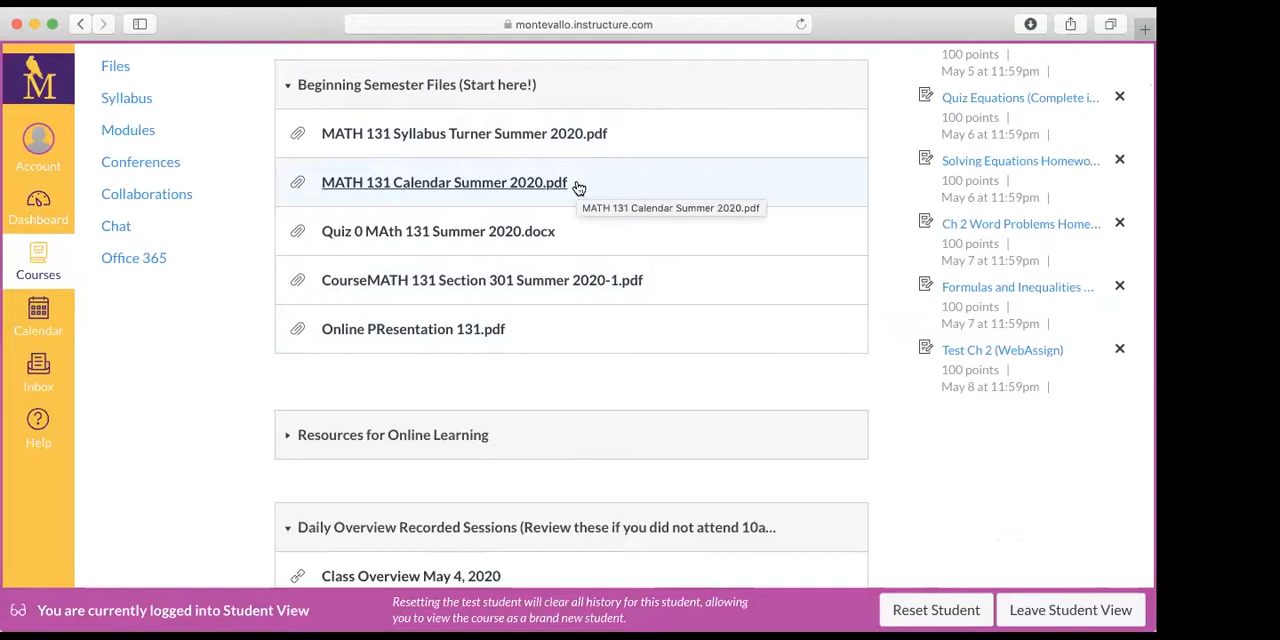 montevallo.instructure.com
M
Account
Dashboard
Courses
Calendar
Inbox
Help
Files
Syllabus
Modules
Conferences
Collaborations
Chat
Office 365
Beginning Semester Files (Start here!)
MATH 131 Syllabus Turner Summer 2020.pdf
MATH 131 Calendar Summer 2020.pdf
MATH 131 Calendar Summer 2020.pdf
Quiz 0 MAth 131 Summer 2020.docx
CourseMATH 131 Section 301 Summer 2020-1.pdf
Online PResentation 131.pdf
Resources for Online Learning
Daily Overview Recorded Sessions (Review these if you did not attend 10a...
Class Overview May 4, 2020
100 points |
May 5 at 11:59pm |
Quiz Equations (Complete i...
100 points |
May 6 at 11:59pm |
Solving Equations Homewo...
100 points |
May 6 at 11:59pm |
Ch 2 Word Problems Home...
100 points |
May 7 at 11:59pm |
Formulas and Inequalities ...
100 points |
May 7 at 11:59pm |
Test Ch 2 (WebAssign)
100 points |
May 8 at 11:59pm |
You are currently logged into Student View
Resetting the test student will clear all history for this student, allowing
you to view the course as a brand new student.
Reset Student
Leave Student View